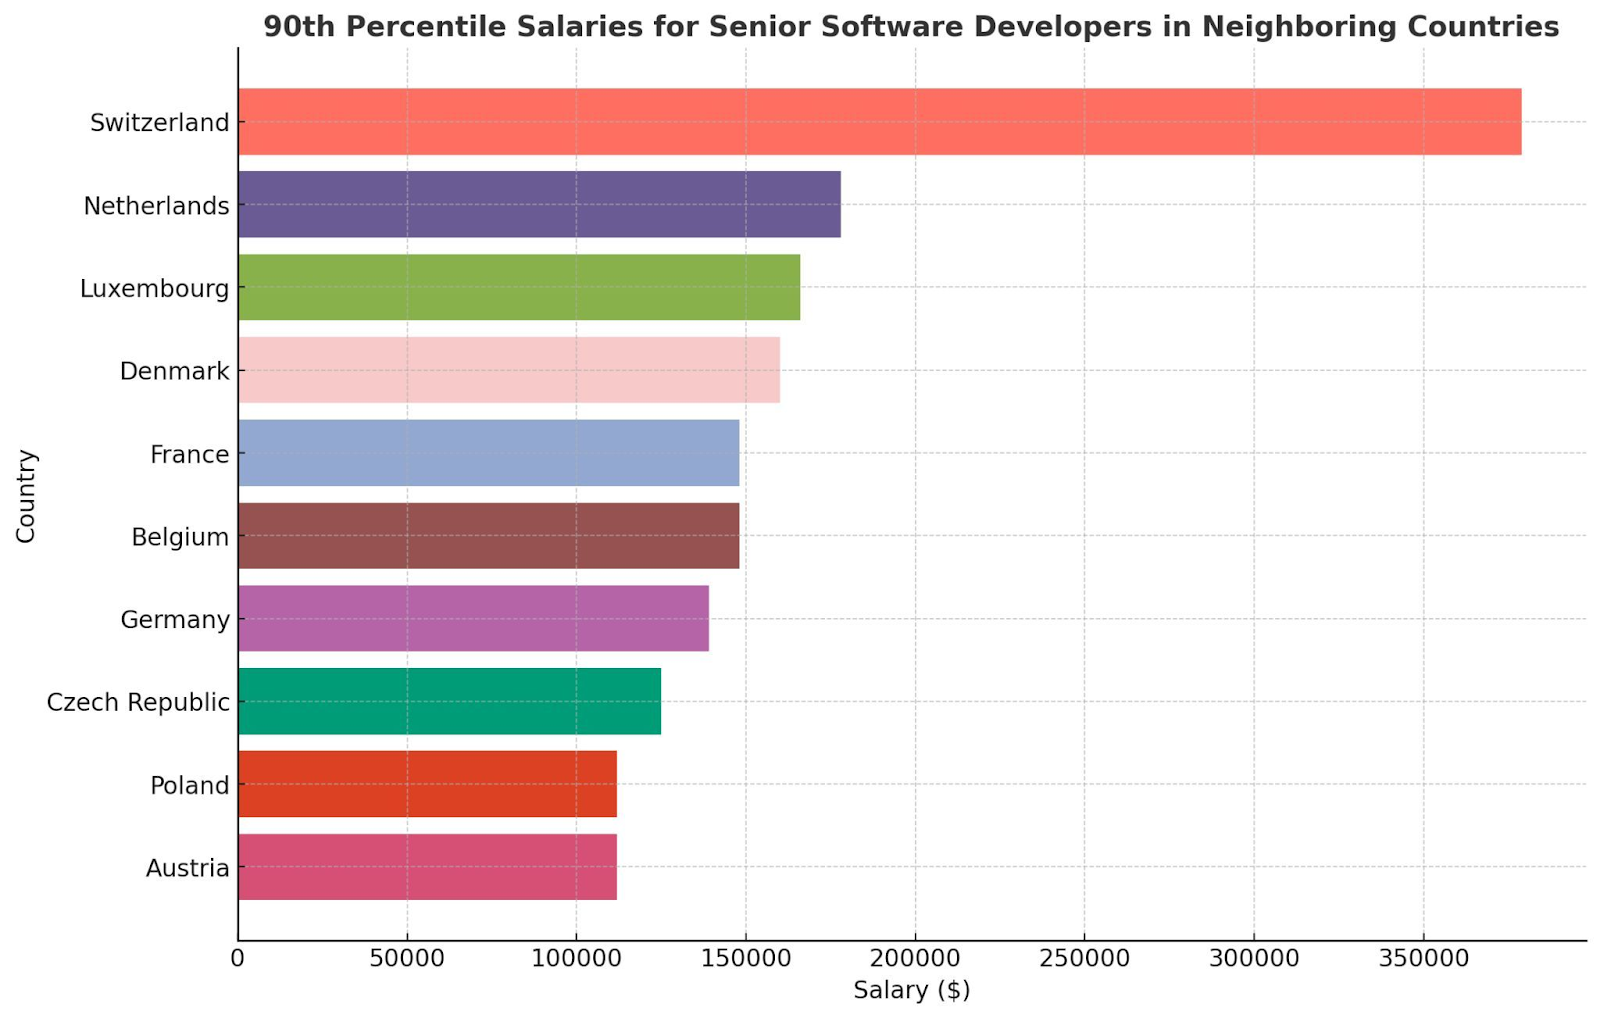 90th Percentile Salaries for Senior Software Developers in Neighboring Countries
Switzerland
Netherlands
Luxembourg
Denmark
France
Belgium
Germany
Czech Republic
Poland
Austria
Country
0 50000 100000 150000 200000 250000 300000 350000
Salary ($)